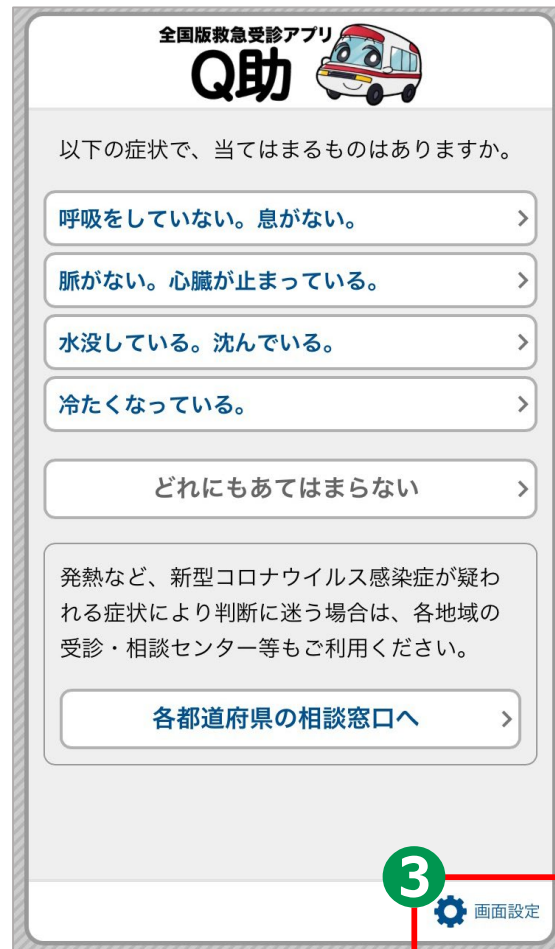 全国版救急受診アプリ
Q助
以下の症状で、当てはまるものはありますか。
呼吸をしていない。息がない。
脈がない。心臓が止まっている。
水没している。沈んでいる。
冷たくなっている。
どれにもあてはまらない
発熱など、新型コロナウイルス感染症が疑わ
れる症状により判断に迷う場合は、各地域の
受診・相談センター等もご利用ください。
各都道府県の相談窓口へ
3
画面設定